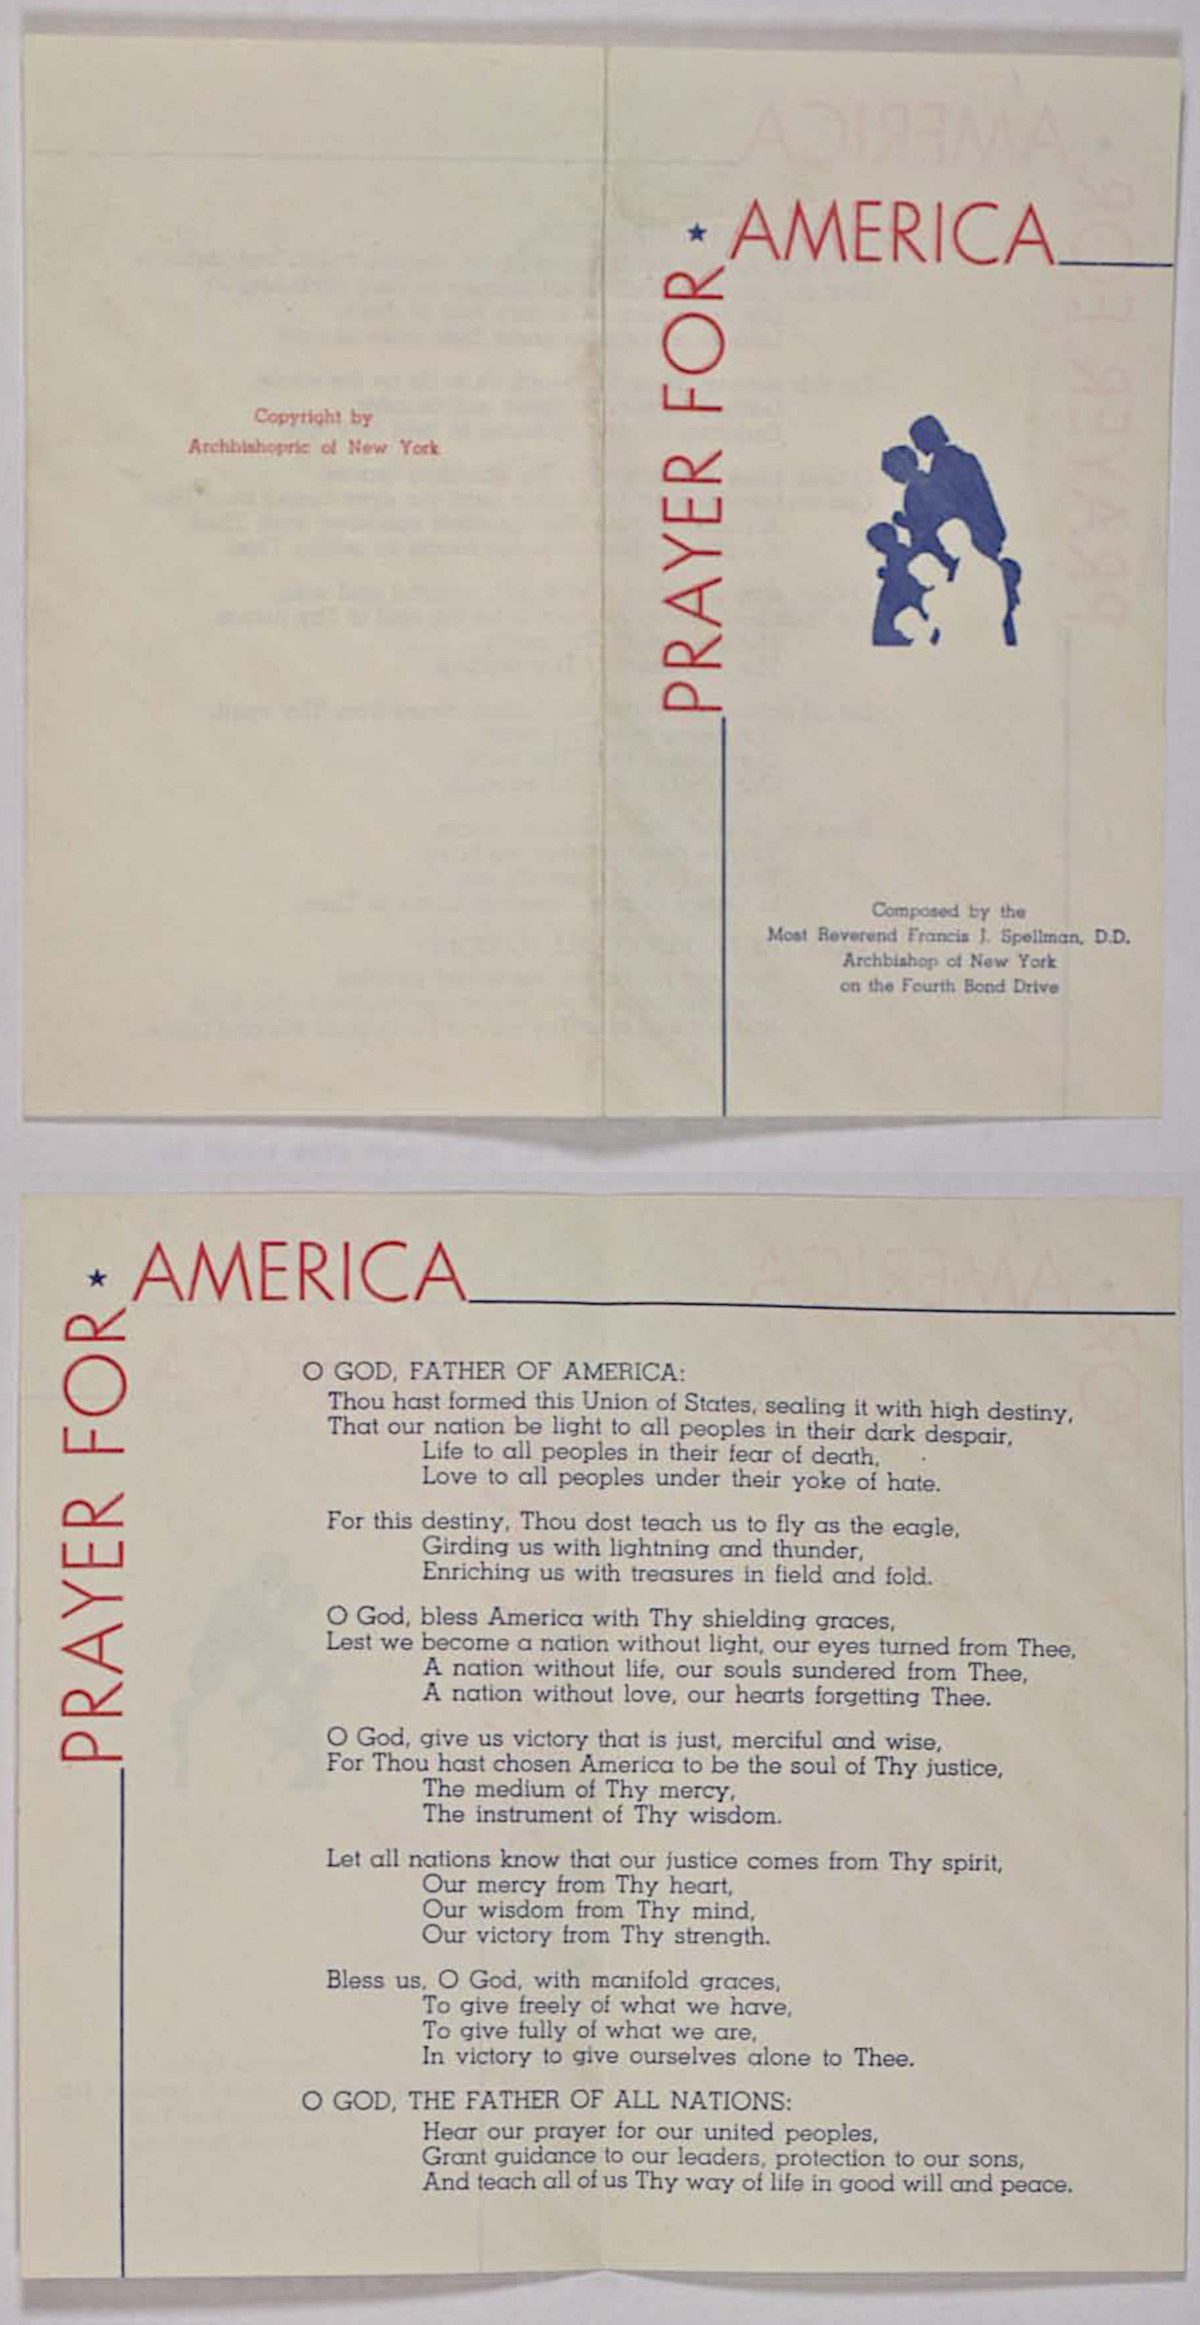 Copyright by
Archbishopric of New York
★ AMERICA
PRAYER FOR
Composed by the
Most Reverend Francis J. Spellman, D.D.
Archbishop of New York
on the Fourth Bond Drive
★ AMERICA
PRAYER FOR
O GOD, FATHER OF AMERICA:
Thou hast formed this Union of States, sealing it with high destiny,
That our nation be light to all peoples in their dark despair,
Life to all peoples in their fear of death,
Love to all peoples under their yoke of hate.
For this destiny, Thou dost teach us to fly as the eagle,
Girding us with lightning and thunder,
Enriching us with treasures in field and fold.
O God, bless America with Thy shielding graces,
Lest we become a nation without light, our eyes turned from Thee,
A nation without life, our souls sundered from Thee,
A nation without love, our hearts forgetting Thee.
O God, give us victory that is just, merciful and wise,
For Thou hast chosen America to be the soul of Thy justice,
The medium of Thy mercy,
The instrument of Thy wisdom.
Let all nations know that our justice comes from Thy spirit,
Our mercy from Thy heart,
Our wisdom from Thy mind,
Our victory from Thy strength.
Bless us, O God, with manifold graces,
To give freely of what we have,
To give fully of what we are,
In victory to give ourselves alone to Thee.
O GOD, THE FATHER OF ALL NATIONS:
Hear our prayer for our united peoples,
Grant guidance to our leaders, protection to our sons,
And teach all of us Thy way of life in good will and peace.